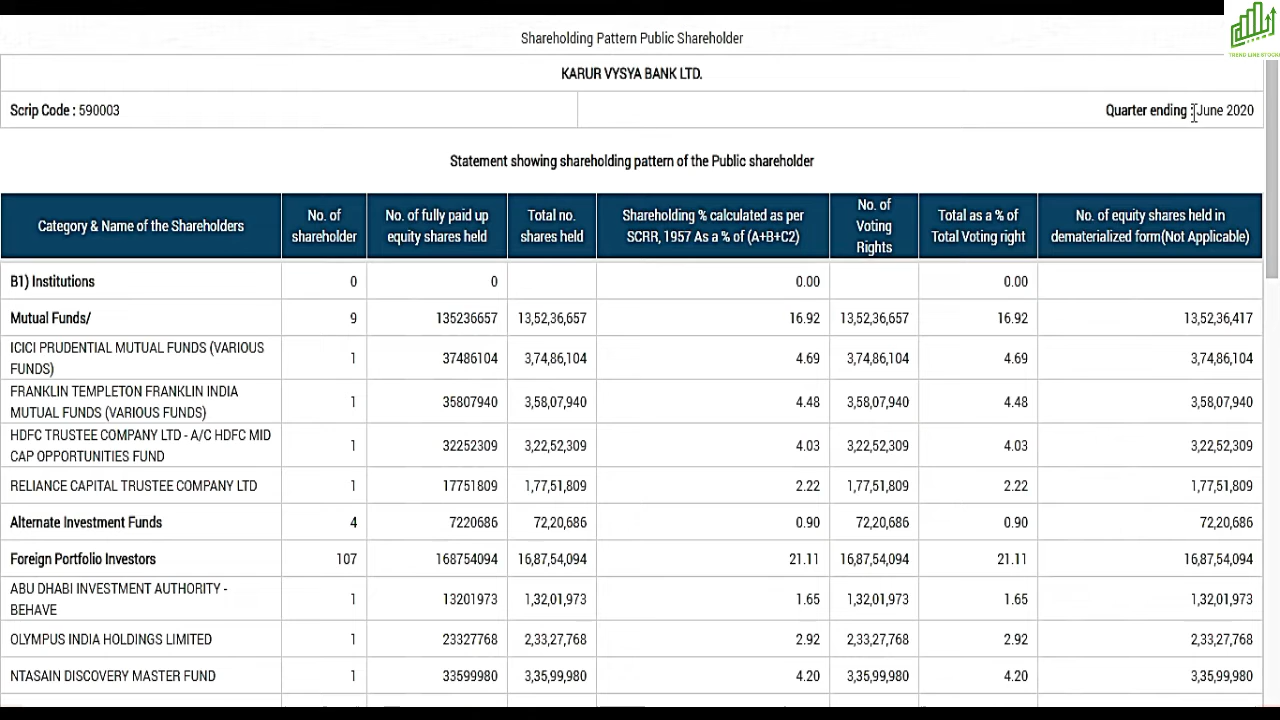 TREND LINE STOCKS
Shareholding Pattern Public Shareholder
KARUR VYSYA BANK LTD.
Scrip Code : 590003 Quarter ending : June 2020
Statement showing shareholding pattern of the Public shareholder
Category & Name of the Shareholders No. of shareholder No. of fully paid up equity shares held Total no. shares held Shareholding % calculated as per SCRR, 1957 As a % of (A+B+C2) No. of Voting Rights Total as a % of Total Voting right No. of equity shares held in dematerialized form(Not Applicable)
B1) Institutions 0 0 0.00 0.00
Mutual Funds/ 9 135236657 13,52,36,657 16.92 13,52,36,657 16.92 13,52,36,417
ICICI PRUDENTIAL MUTUAL FUNDS (VARIOUS FUNDS) 1 37486104 3,74,86,104 4.69 3,74,86,104 4.69 3,74,86,104
FRANKLIN TEMPLETON FRANKLIN INDIA MUTUAL FUNDS (VARIOUS FUNDS) 1 35807940 3,58,07,940 4.48 3,58,07,940 4.48 3,58,07,940
HDFC TRUSTEE COMPANY LTD - A/C HDFC MID CAP OPPORTUNITIES FUND 1 32252309 3,22,52,309 4.03 3,22,52,309 4.03 3,22,52,309
RELIANCE CAPITAL TRUSTEE COMPANY LTD 1 17751809 1,77,51,809 2.22 1,77,51,809 2.22 1,77,51,809
Alternate Investment Funds 4 7220686 72,20,686 0.90 72,20,686 0.90 72,20,686
Foreign Portfolio Investors 107 168754094 16,87,54,094 21.11 16,87,54,094 21.11 16,87,54,094
ABU DHABI INVESTMENT AUTHORITY - BEHAVE 1 13201973 1,32,01,973 1.65 1,32,01,973 1.65 1,32,01,973
OLYMPUS INDIA HOLDINGS LIMITED 1 23327768 2,33,27,768 2.92 2,33,27,768 2.92 2,33,27,768
NTASAIN DISCOVERY MASTER FUND 1 33599980 3,35,99,980 4.20 3,35,99,980 4.20 3,35,99,980